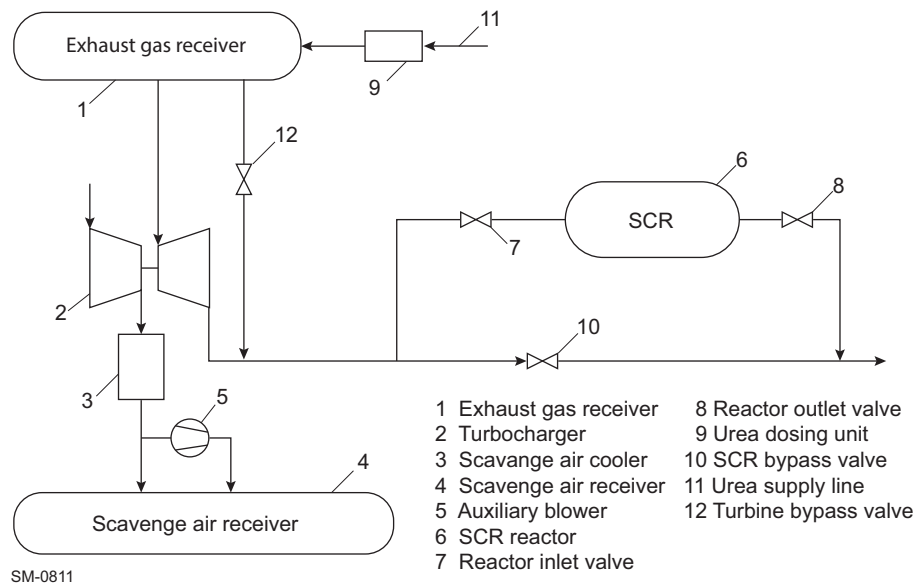 Exhaust gas receiver
11
9
1
12
6
SCR
8
7
2
10
3
5
4
Scavenge air receiver
1 Exhaust gas receiver
2 Turbocharger
3 Scavange air cooler
4 Scavenge air receiver
5 Auxiliary blower
6 SCR reactor
7 Reactor inlet valve
8 Reactor outlet valve
9 Urea dosing unit
10 SCR bypass valve
11 Urea supply line
12 Turbine bypass valve
SM-0811